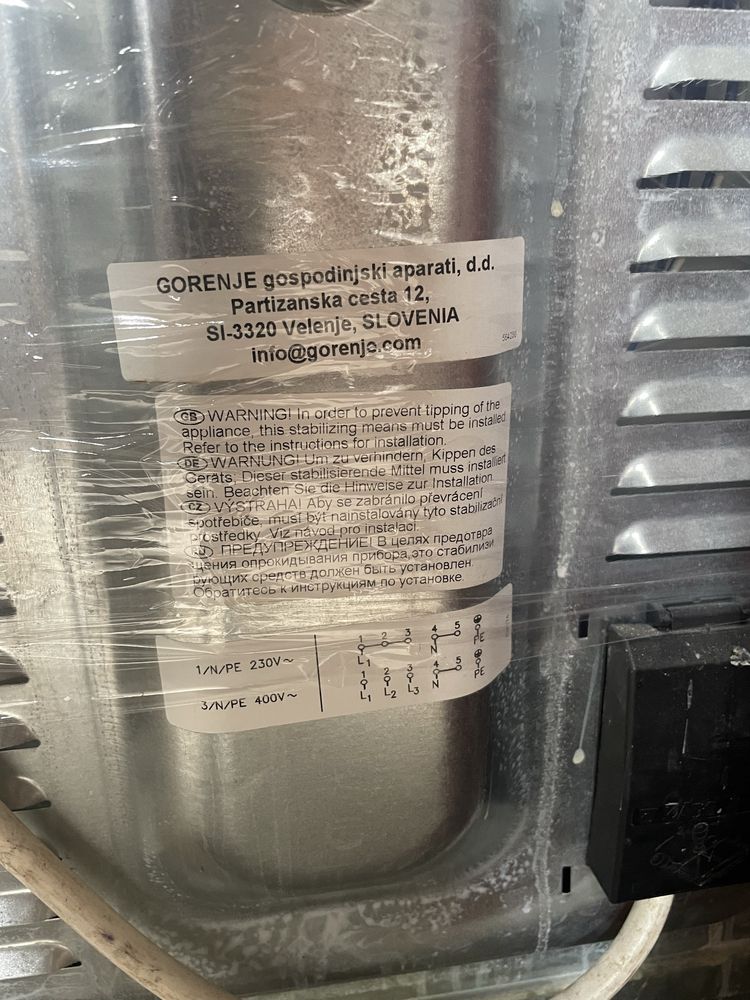 GORENJE gospodinjski aparati, d.d.
Partizanska cesta 12,
SI-3320 Velenje, SLOVENIA
info@gorenje.com
GB WARNING! In order to prevent tipping of the
appliance, this stabilizing means must be installed
Refer to the instructions for installation.
DE WARNUNG! Um zu verhindern, Kippen des
Gerats, Dieser stabilisierende Mittel muss installiert
sein. Beachten Sie die Hinweise zur Installation
CZ VÝSTRAHA! Aby se zabránilo převrácení
spotřebiče, musí být nainstalovány tyto stabilizační
prostředky. Viz návod pro instalaci.
RU ПРЕДУПРЕЖДЕНИЕ! В целях предотвра
щения опрокидывания прибора,это стабилизи
рующих средств должен быть установлен.
Обратитесь к инструкциям по установке.
1/N/PE 230V~
1 2 3 4 5
L1 N PE
3/N/PE 400V~
1 2 3 4 5
L1 L2 L3 N PE